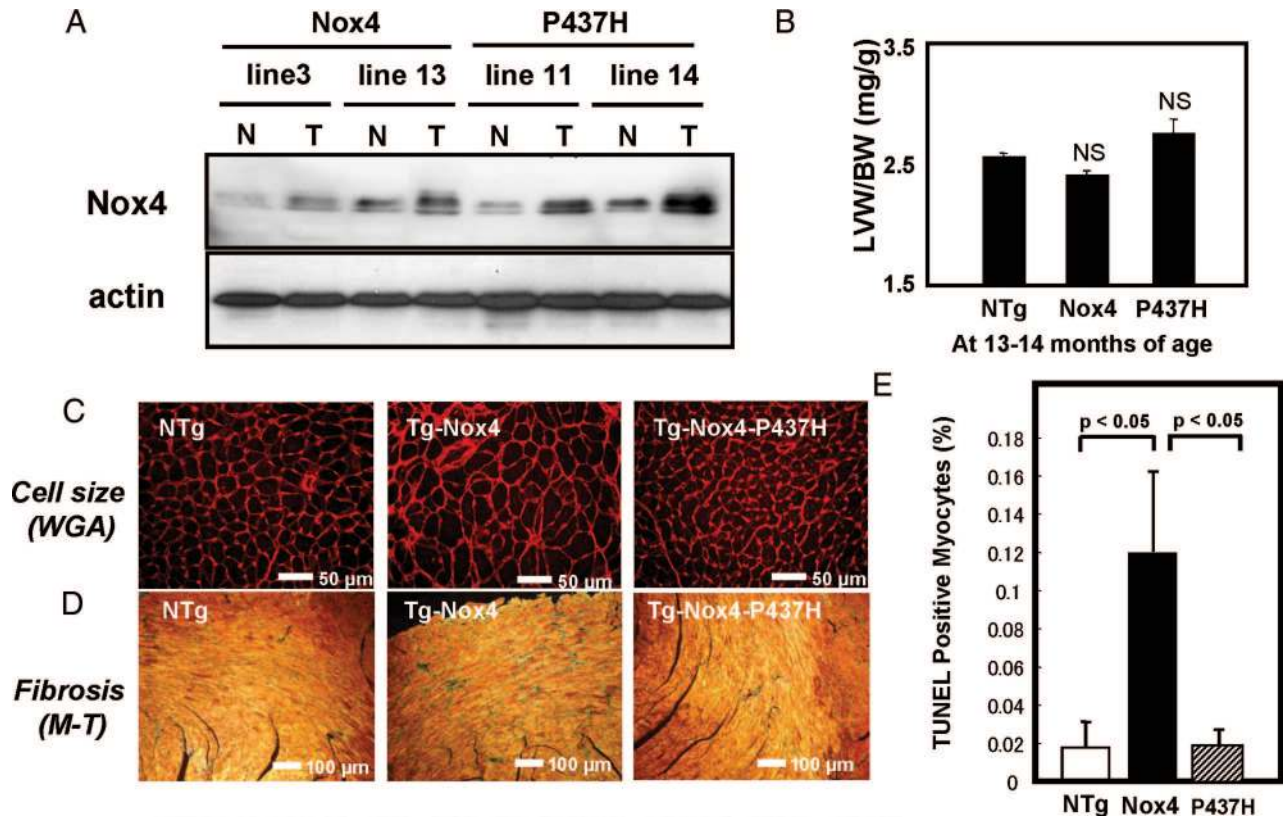 A
Nox4 P437H
line3 line 13 line 11 line 14
N T N T N T N T
Nox4
actin
B
LVW/BW (mg/g)
3.5
2.5
1.5
NS
NS
NTg Nox4 P437H
At 13-14 months of age
C
Cell size
(WGA)
NTg
50 µm
Tg-Nox4
50 µm
Tg-Nox4-P437H
50 µm
D
Fibrosis
(M-T)
NTg
100 µm
Tg-Nox4
100 µm
Tg-Nox4-P437H
100 µm
E
TUNEL Positive Myocytes (%)
p < 0.05 p < 0.05
0.18
0.16
0.14
0.12
0.10
0.08
0.06
0.04
0.02
0
NTg Nox4 P437H